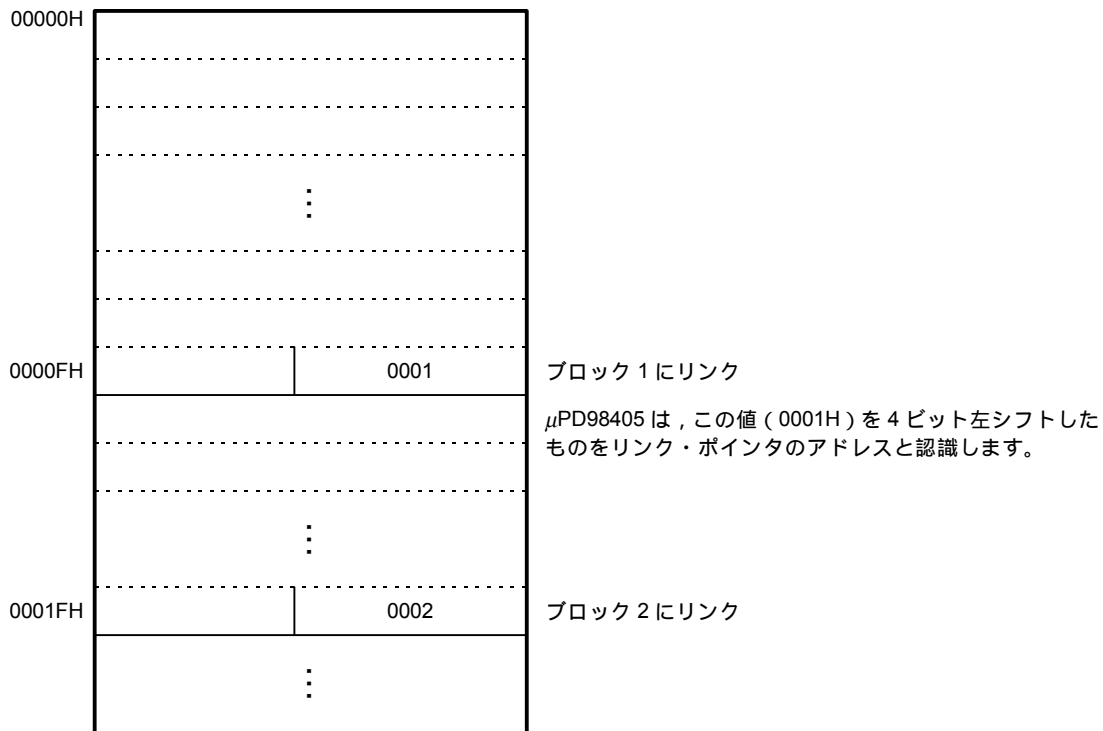 00000H
0000FH
0001
ブロック 1 にリンク
μPD98405 は，この値（0001H）を 4 ビット左シフトした
ものをリンク・ポインタのアドレスと認識します。
0001FH
0002
ブロック 2 にリンク